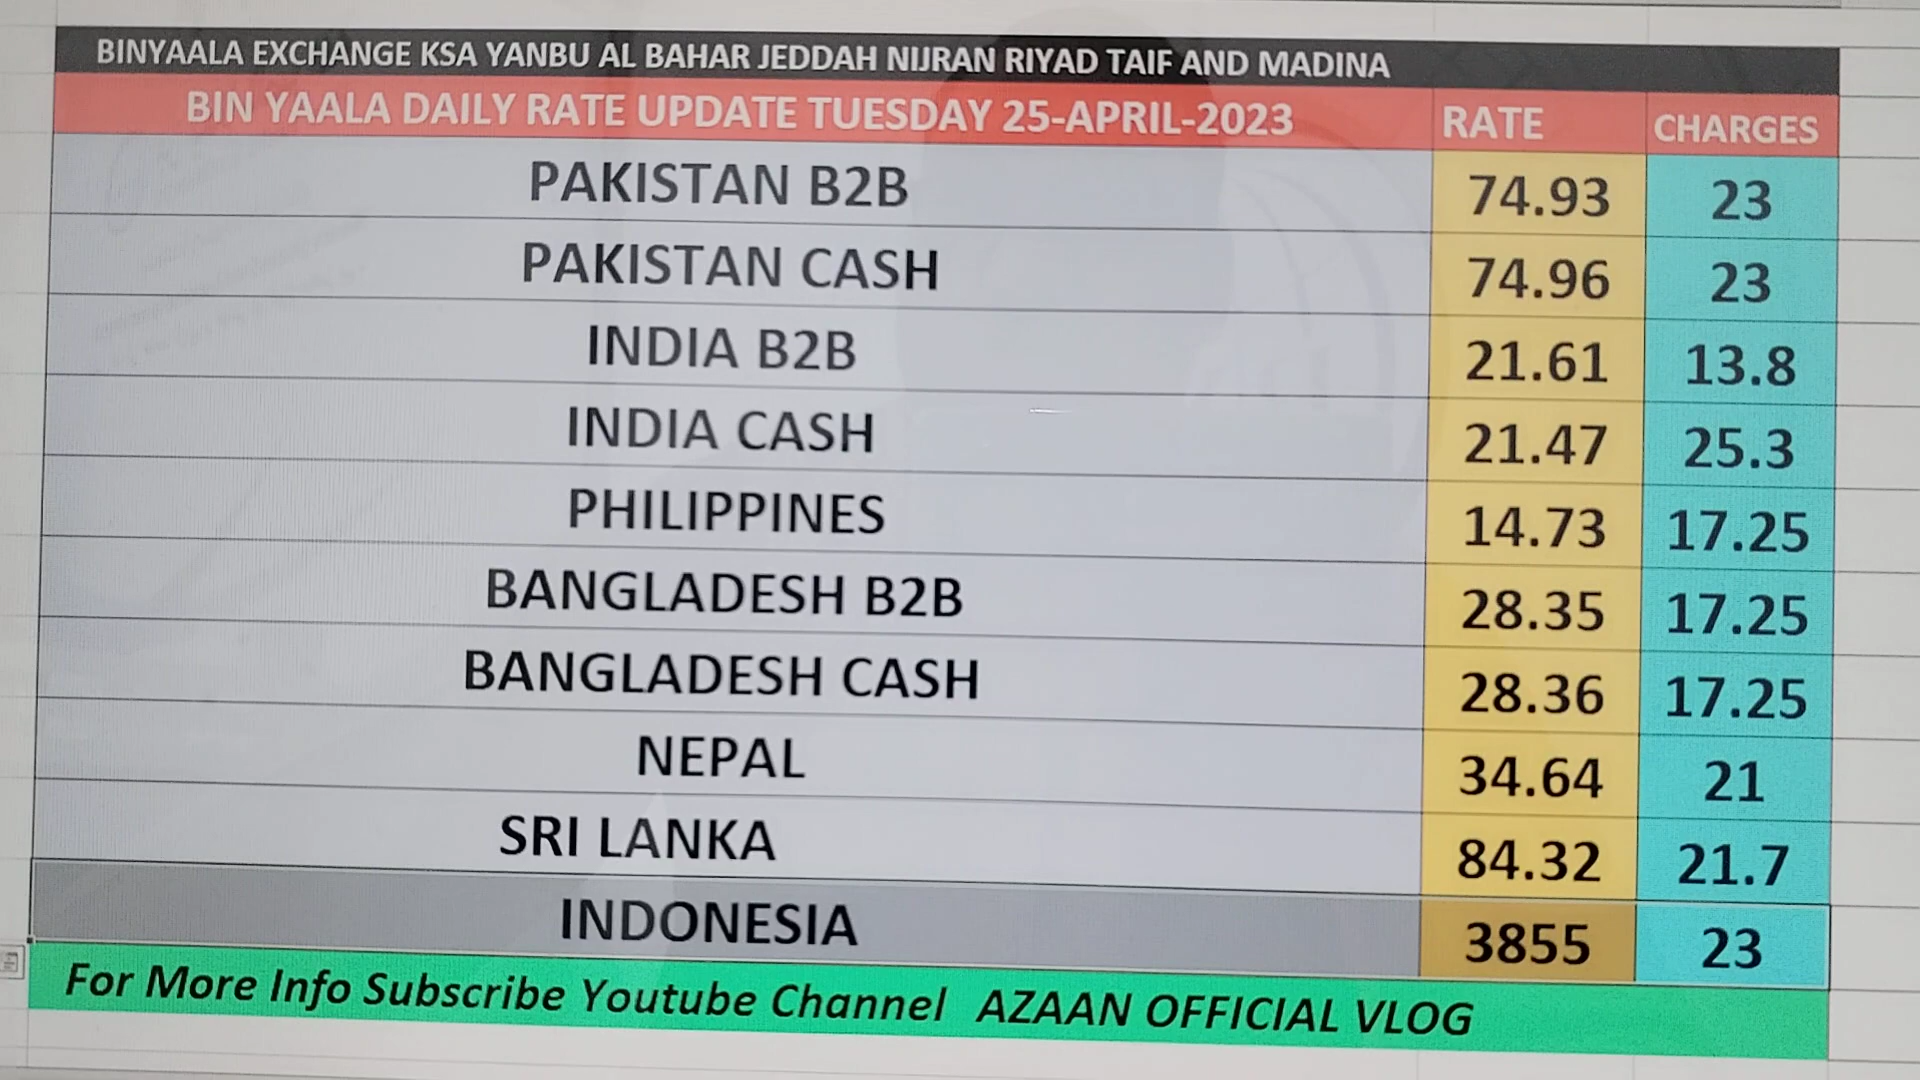 BINYAALA EXCHANGE KSA YANBU AL BAHAR JEDDAH NIJRAN RIYAD TAIF AND MADINA
BIN YAALA DAILY RATE UPDATE TUESDAY 25-APRIL-2023 RATE CHARGES
PAKISTAN B2B 74.93 23
PAKISTAN CASH 74.96 23
INDIA B2B 21.61 13.8
INDIA CASH 21.47 25.3
PHILIPPINES 14.73 17.25
BANGLADESH B2B 28.35 17.25
BANGLADESH CASH 28.36 17.25
NEPAL 34.64 21
SRI LANKA 84.32 21.7
INDONESIA 3855 23
For More Info Subscribe Youtube Channel AZAAN OFFICIAL VLOG